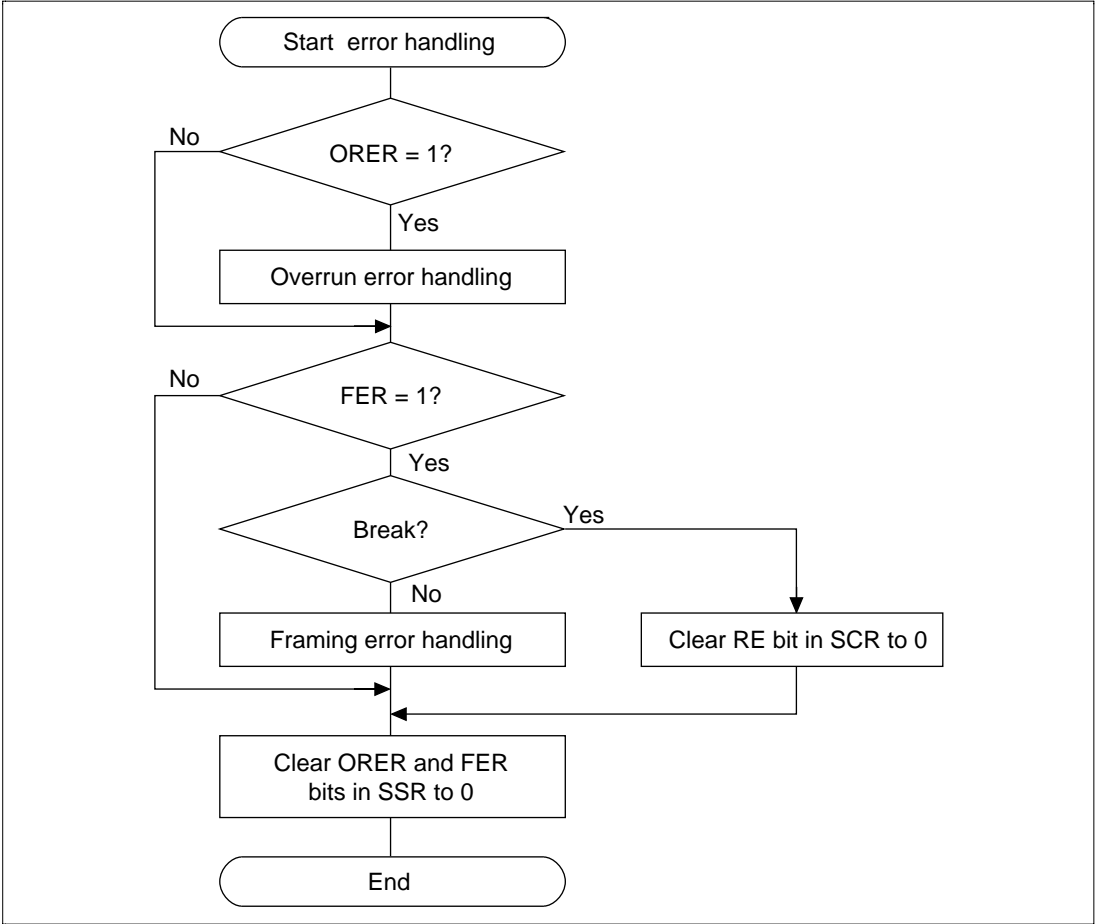 Start error handling
No
ORER = 1?
Yes
Overrun error handling
No
FER = 1?
Yes
Break?
Yes
No
Framing error handling
Clear RE bit in SCR to 0
Clear ORER and FER
bits in SSR to 0
End